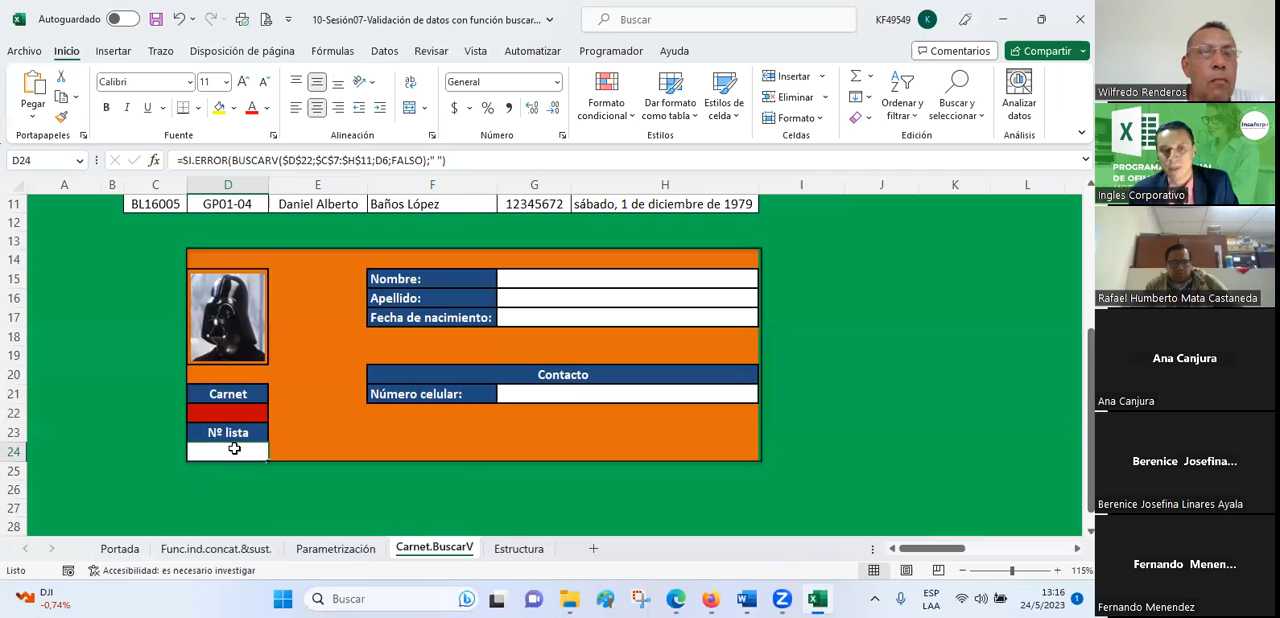 Autoguardado
10-Sesión07-Validación de datos con función buscar...
Buscar
KF49549
K
Archivo Inicio Insertar Trazo Disposición de página Fórmulas Datos Revisar Vista Automatizar Programador Ayuda
Comentarios
Compartir
Pegar
Calibri
11
General
Formato condicional
Dar formato como tabla
Estilos de celda
Insertar
Eliminar
Formato
Ordenar y filtrar
Buscar y seleccionar
Analizar datos
Portapapeles
Fuente
Alineación
Número
Estilos
Celdas
Edición
Análisis
D24
=SI.ERROR(BUSCARV($D$22;$C$7:$H$11;D6;FALSO);" ")
A B C D E F G H I J K L
11 BL16005 GP01-04 Daniel Alberto Baños López 12345672 sábado, 1 de diciembre de 1979
12
13
14
15 Nombre:
16 Apellido:
17 Fecha de nacimiento:
18
19
20 Contacto
21 Carnet Número celular:
22
23 Nº lista
24
25
26
27
28
Portada Func.ind.concat.&sust. Parametrización Carnet.BuscarV Estructura
Listo
Accesibilidad: es necesario investigar
115%
DJI
-0,74%
Buscar
ESP
LAA
13:16
24/5/2023
1
Wilfredo Renderos
Insaforp
PROGRAMA
DE OFI
Ingles Corporativo
Rafael Humberto Mata Castaneda
Ana Canjura
Ana Canjura
Berenice Josefina...
Berenice Josefina Linares Ayala
Fernando Menen...
Fernando Menendez